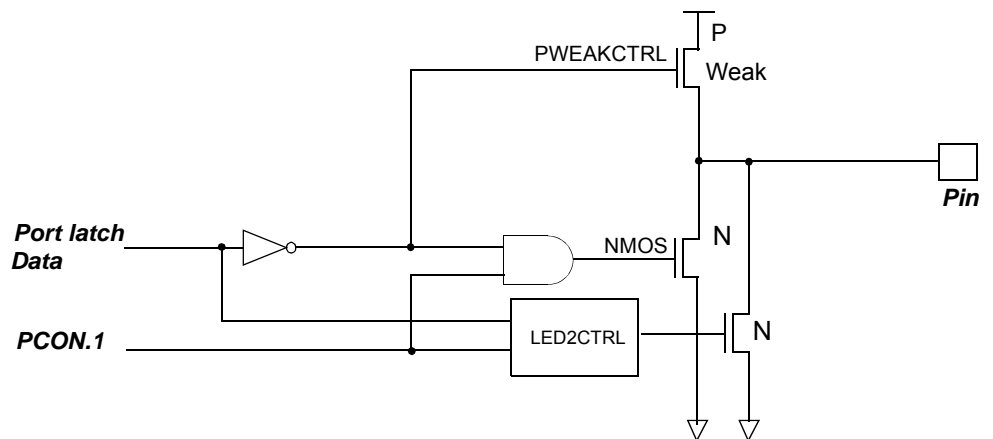 P
PWEAKCTRL
Weak
Pin
Port latch
Data
NMOS
N
PCON.1
LED2CTRL
N